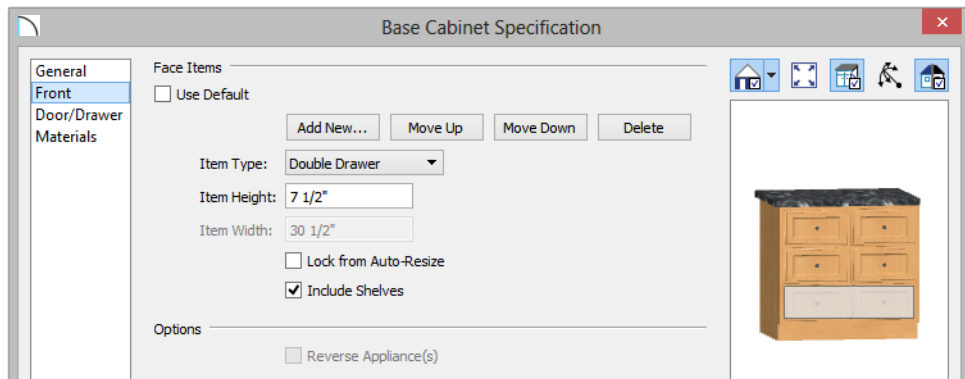 Base Cabinet Specification
General
Front
Door/Drawer
Materials
Face Items
Use Default
Add New... Move Up Move Down Delete
Item Type: Double Drawer
Item Height: 7 1/2"
Item Width: 30 1/2"
Lock from Auto-Resize
Include Shelves
Options
Reverse Appliance(s)